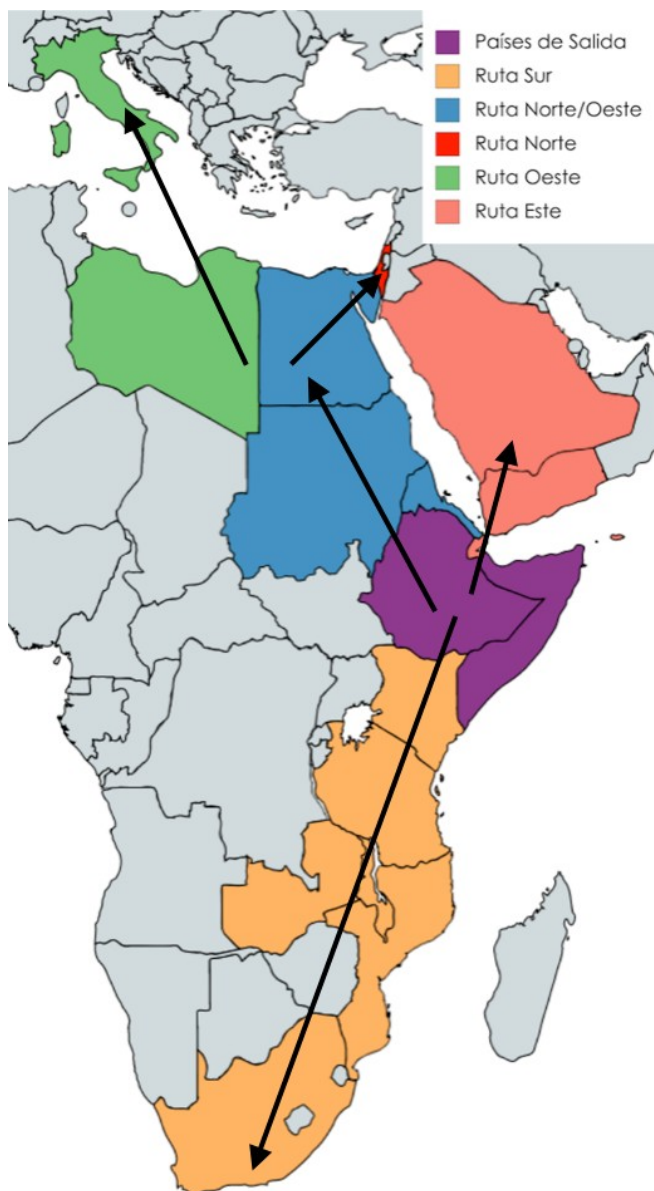 Países de Salida
Ruta Sur
Ruta Norte/Oeste
Ruta Norte
Ruta Oeste
Ruta Este